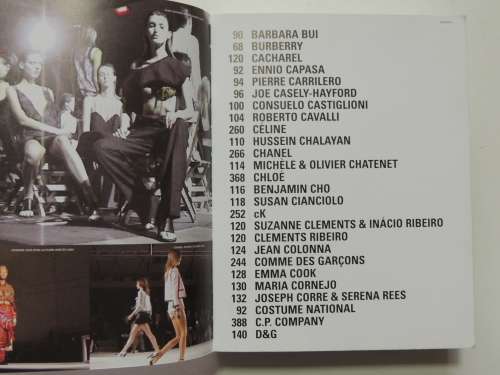 90 BARBARA BUI
68 BURBERRY
120 CACHAREL
92 ENNIO CAPASA
94 PIERRE CARRILERO
96 JOE CASELY-HAYFORD
100 CONSUELO CASTIGLIONI
104 ROBERTO CAVALLI
260 CÉLINE
110 HUSSEIN CHALAYAN
266 CHANEL
114 MICHÈLE & OLIVIER CHATENET
368 CHLOÉ
116 BENJAMIN CHO
118 SUSAN CIANCIOLO
252 cK
120 SUZANNE CLEMENTS & INÁCIO RIBEIRO
120 CLEMENTS RIBEIRO
124 JEAN COLONNA
244 COMME DES GARÇONS
128 EMMA COOK
130 MARIA CORNEJO
132 JOSEPH CORRE & SERENA REES
92 COSTUME NATIONAL
388 C.P. COMPANY
140 D&G